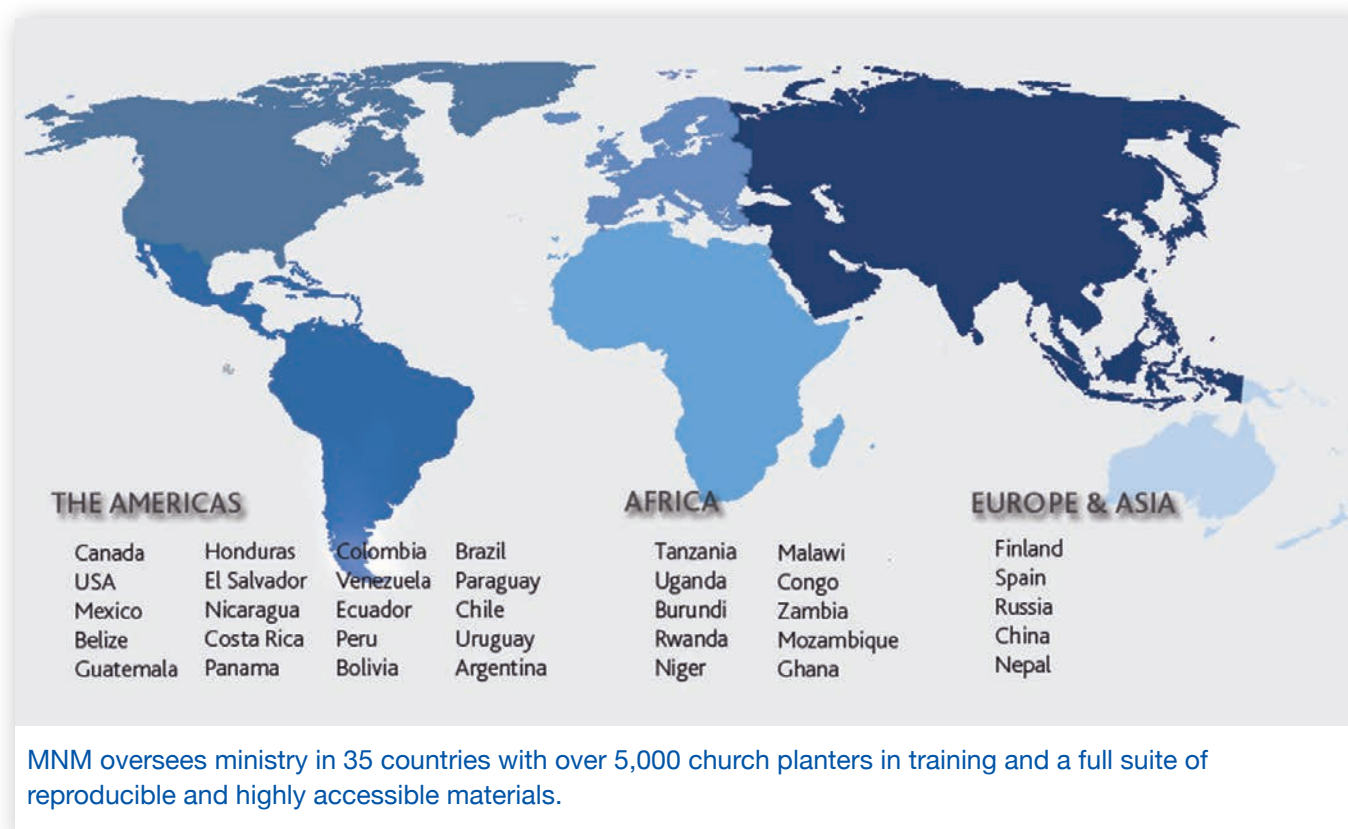 THE AMERICAS
Canada
USA
Mexico
Belize
Guatemala
Honduras
El Salvador
Nicaragua
Costa Rica
Panama
Colombia
Venezuela
Ecuador
Peru
Bolivia
Brazil
Paraguay
Chile
Uruguay
Argentina
AFRICA
Tanzania
Uganda
Burundi
Rwanda
Niger
Malawi
Congo
Zambia
Mozambique
Ghana
EUROPE & ASIA
Finland
Spain
Russia
China
Nepal
MNM oversees ministry in 35 countries with over 5,000 church planters in training and a full suite of
reproducible and highly accessible materials.